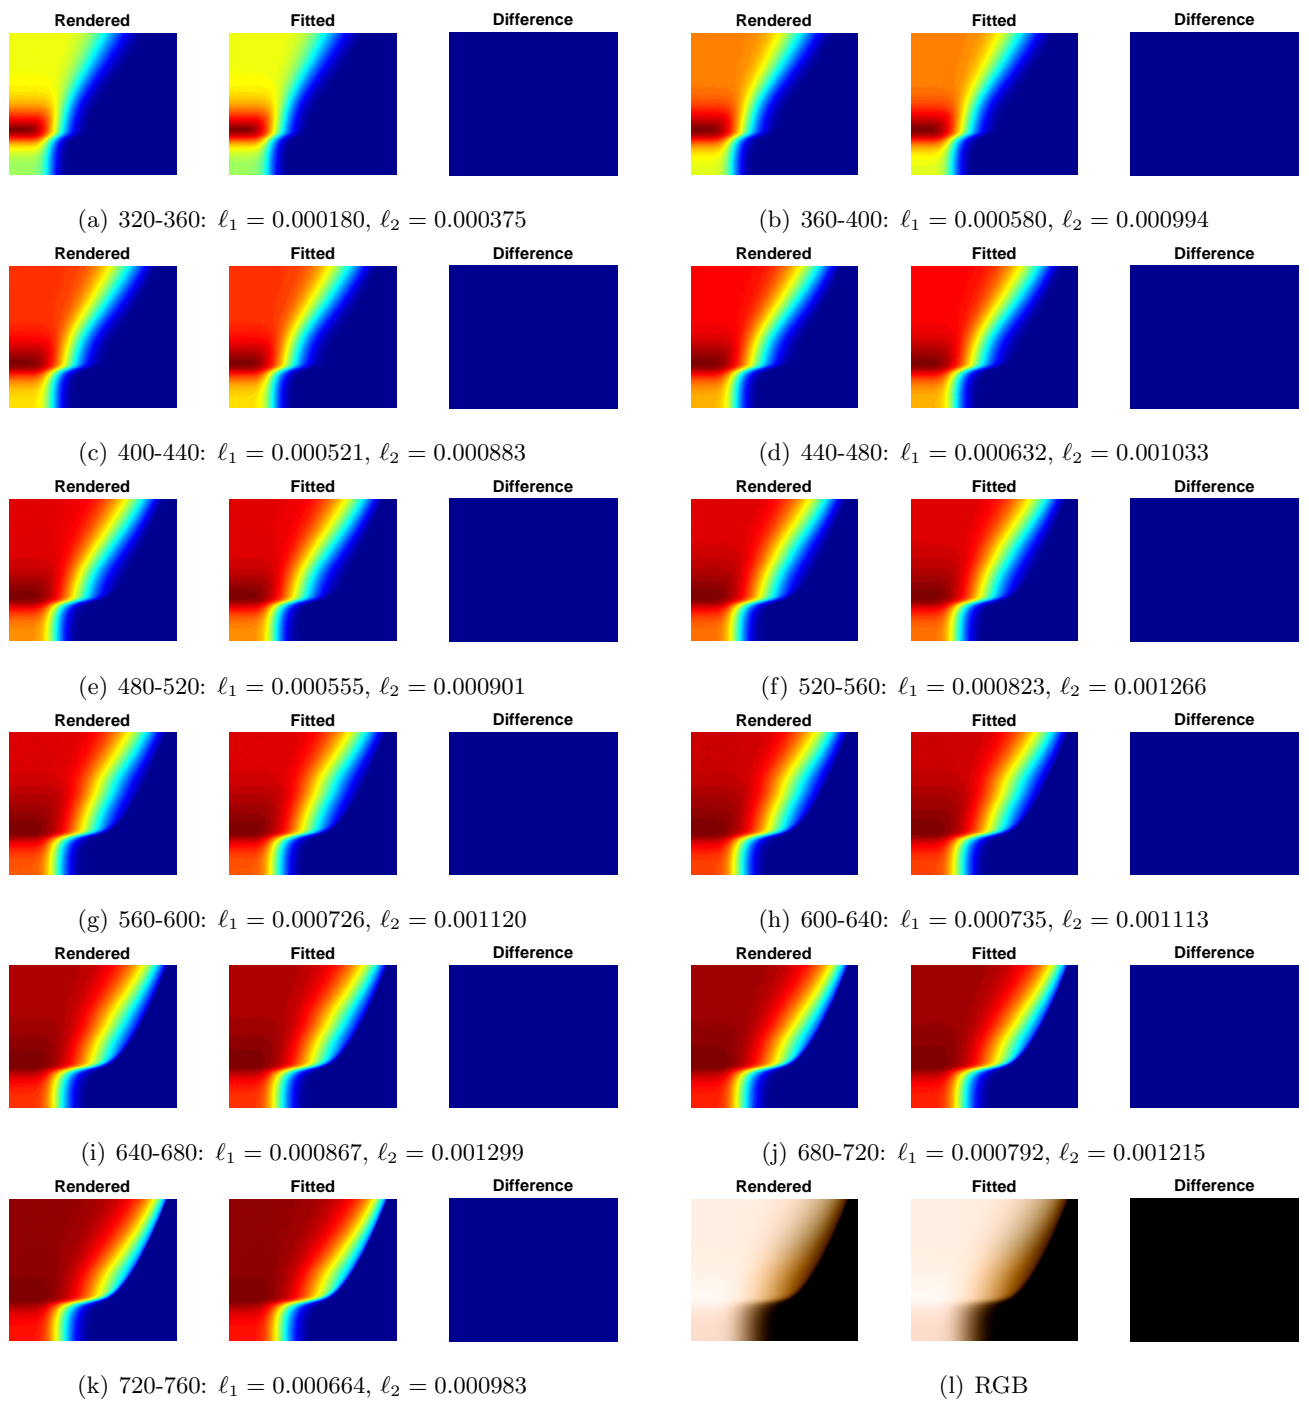 Rendered Fitted Difference Rendered Fitted Difference
(a) 320-360: ℓ₁ = 0.000180, ℓ₂ = 0.000375 (b) 360-400: ℓ₁ = 0.000580, ℓ₂ = 0.000994
Rendered Fitted Difference Rendered Fitted Difference
(c) 400-440: ℓ₁ = 0.000521, ℓ₂ = 0.000883 (d) 440-480: ℓ₁ = 0.000632, ℓ₂ = 0.001033
Rendered Fitted Difference Rendered Fitted Difference
(e) 480-520: ℓ₁ = 0.000555, ℓ₂ = 0.000901 (f) 520-560: ℓ₁ = 0.000823, ℓ₂ = 0.001266
Rendered Fitted Difference Rendered Fitted Difference
(g) 560-600: ℓ₁ = 0.000726, ℓ₂ = 0.001120 (h) 600-640: ℓ₁ = 0.000735, ℓ₂ = 0.001113
Rendered Fitted Difference Rendered Fitted Difference
(i) 640-680: ℓ₁ = 0.000867, ℓ₂ = 0.001299 (j) 680-720: ℓ₁ = 0.000792, ℓ₂ = 0.001215
Rendered Fitted Difference Rendered Fitted Difference
(k) 720-760: ℓ₁ = 0.000664, ℓ₂ = 0.000983 (l) RGB